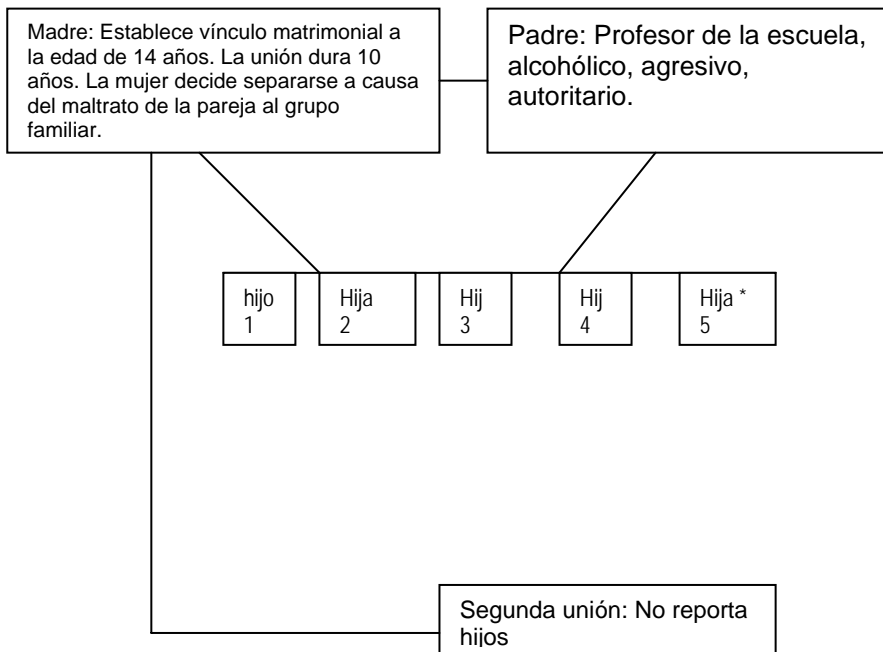 Madre: Establece vínculo matrimonial a
la edad de 14 años. La unión dura 10
años. La mujer decide separarse a causa
del maltrato de la pareja al grupo
familiar.
Padre: Profesor de la escuela,
alcohólico, agresivo,
autoritario.
hijo
1
Hija
2
Hij
3
Hij
4
Hija *
5
Segunda unión: No reporta
hijos